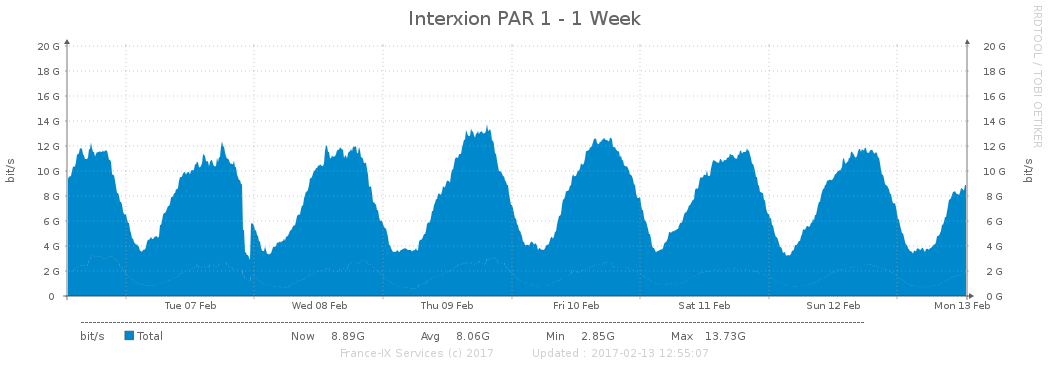 Interxion PAR 1 - 1 Week
RRDTOOL / TOBI OETIKER
20 G 20 G
18 G 18 G
16 G 16 G
14 G 14 G
12 G 12 G
10 G 10 G
8 G 8 G
6 G 6 G
4 G 4 G
2 G 2 G
0 0 G
bit/s
bit/s
Tue 07 Feb Wed 08 Feb Thu 09 Feb Fri 10 Feb Sat 11 Feb Sun 12 Feb Mon 13 Feb
bit/s Total Now 8.89G Avg 8.06G Min 2.85G Max 13.73G
France-IX Services (c) 2017 Updated : 2017-02-13 12:55:07